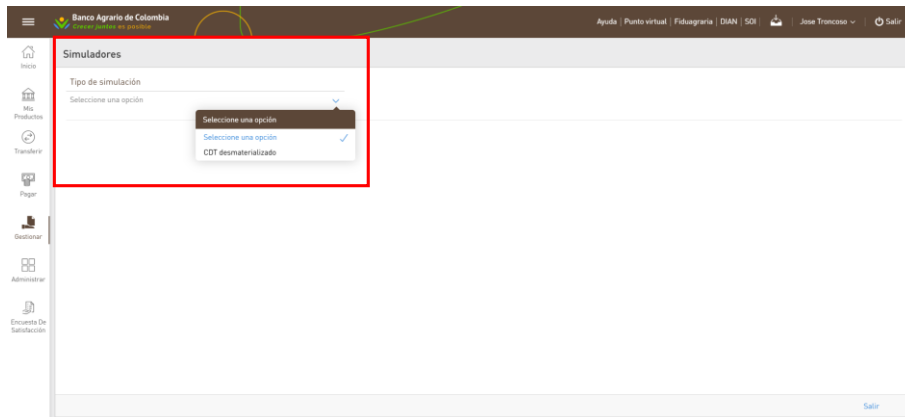 Banco Agrario de Colombia
Crecer juntos es posible
Ayuda | Punto virtual | Fiduagraria | DIAN | SOI |
Jose Troncoso
Salir
Inicio
Mis
Productos
Transferir
Pagar
Gestionar
Administrar
Encuesta De
Satisfacción
Simuladores
Tipo de simulación
Seleccione una opción
Seleccione una opción
Seleccione una opción
CDT desmaterializado
Salir